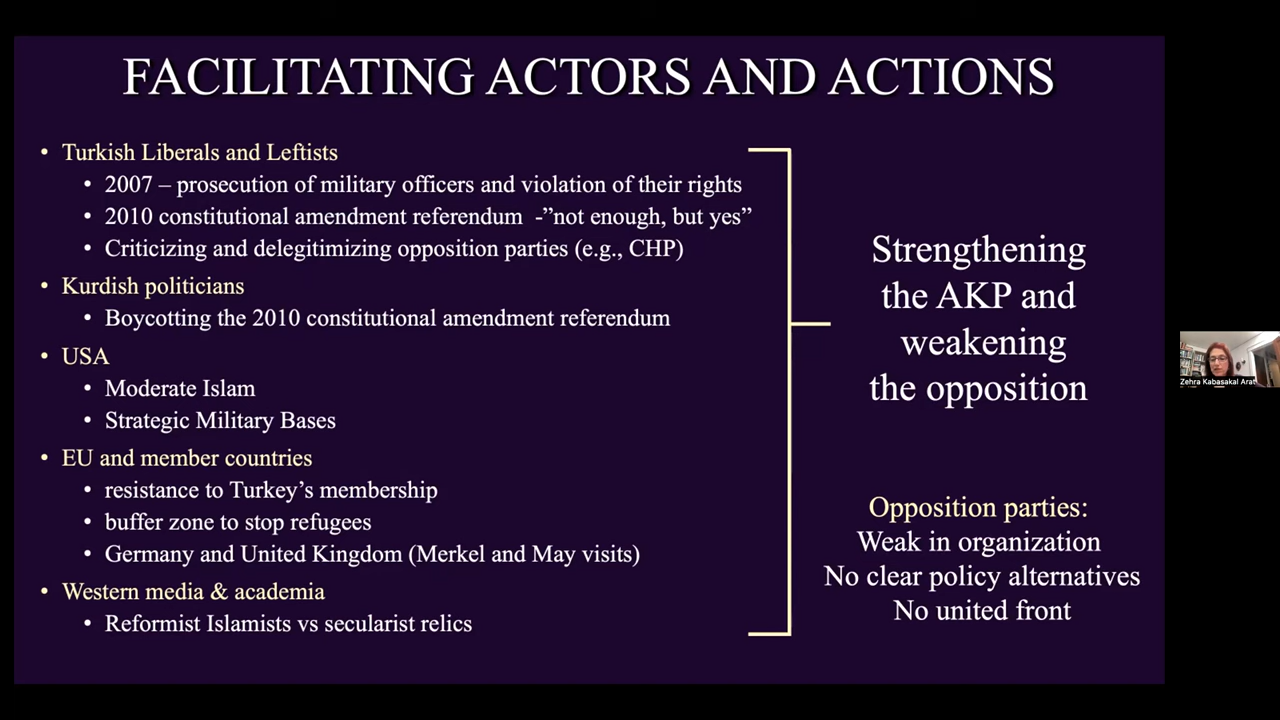 FACILITATING ACTORS AND ACTIONS
• Turkish Liberals and Leftists
• 2007 – prosecution of military officers and violation of their rights
• 2010 constitutional amendment referendum -”not enough, but yes”
• Criticizing and delegitimizing opposition parties (e.g., CHP)
• Kurdish politicians
• Boycotting the 2010 constitutional amendment referendum
• USA
• Moderate Islam
• Strategic Military Bases
• EU and member countries
• resistance to Turkey’s membership
• buffer zone to stop refugees
• Germany and United Kingdom (Merkel and May visits)
• Western media & academia
• Reformist Islamists vs secularist relics
Strengthening
the AKP and
weakening
the opposition
Opposition parties:
Weak in organization
No clear policy alternatives
No united front
Zehra Kabasakal Arat